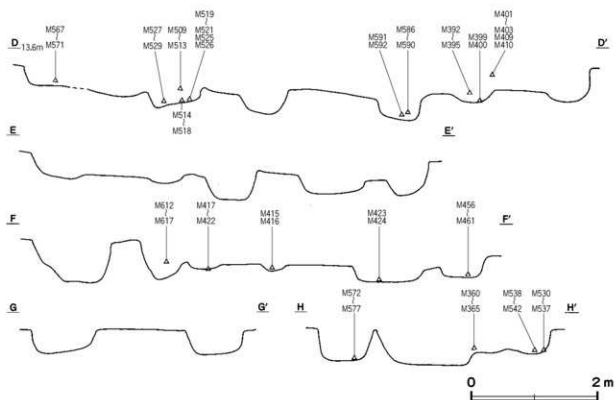 M567
~
M571
M527
~
M529
M509
~
M513
M519
~
M521
M525
M526
M514
~
M518
M591
M592
M586
~
M590
M392
~
M395
M399
M400
M401
~
M403
M409
M410
D -13.6m D'
E E'
M612
~
M617
M417
~
M422
M415
M416
M423
M424
M456
~
M461
F F'
G G'
M572
~
M577
M360
~
M365
M538
~
M542
M530
~
M537
H H'
0 2 m